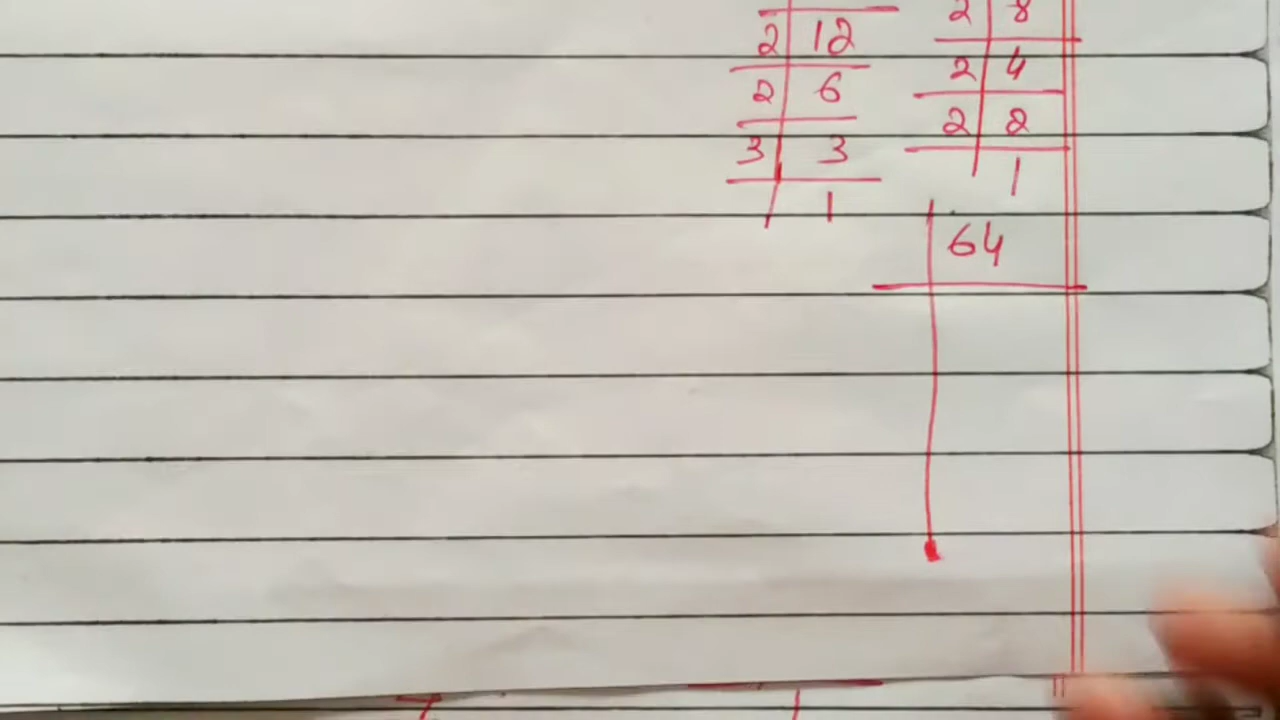 2 | 12
2 | 6
3 | 3
1
2 | 8
2 | 4
2 | 2
1
64